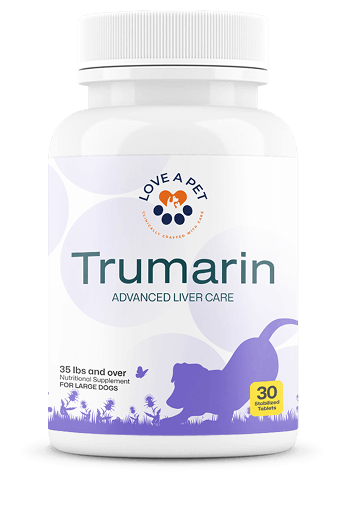 LOVE A PET
CLINICALLY CRAFTED WITH CARE
Trumarin
ADVANCED LIVER CARE
35 lbs and over
Nutritional Supplement
FOR LARGE DOGS
30
Stabilized
Tablets